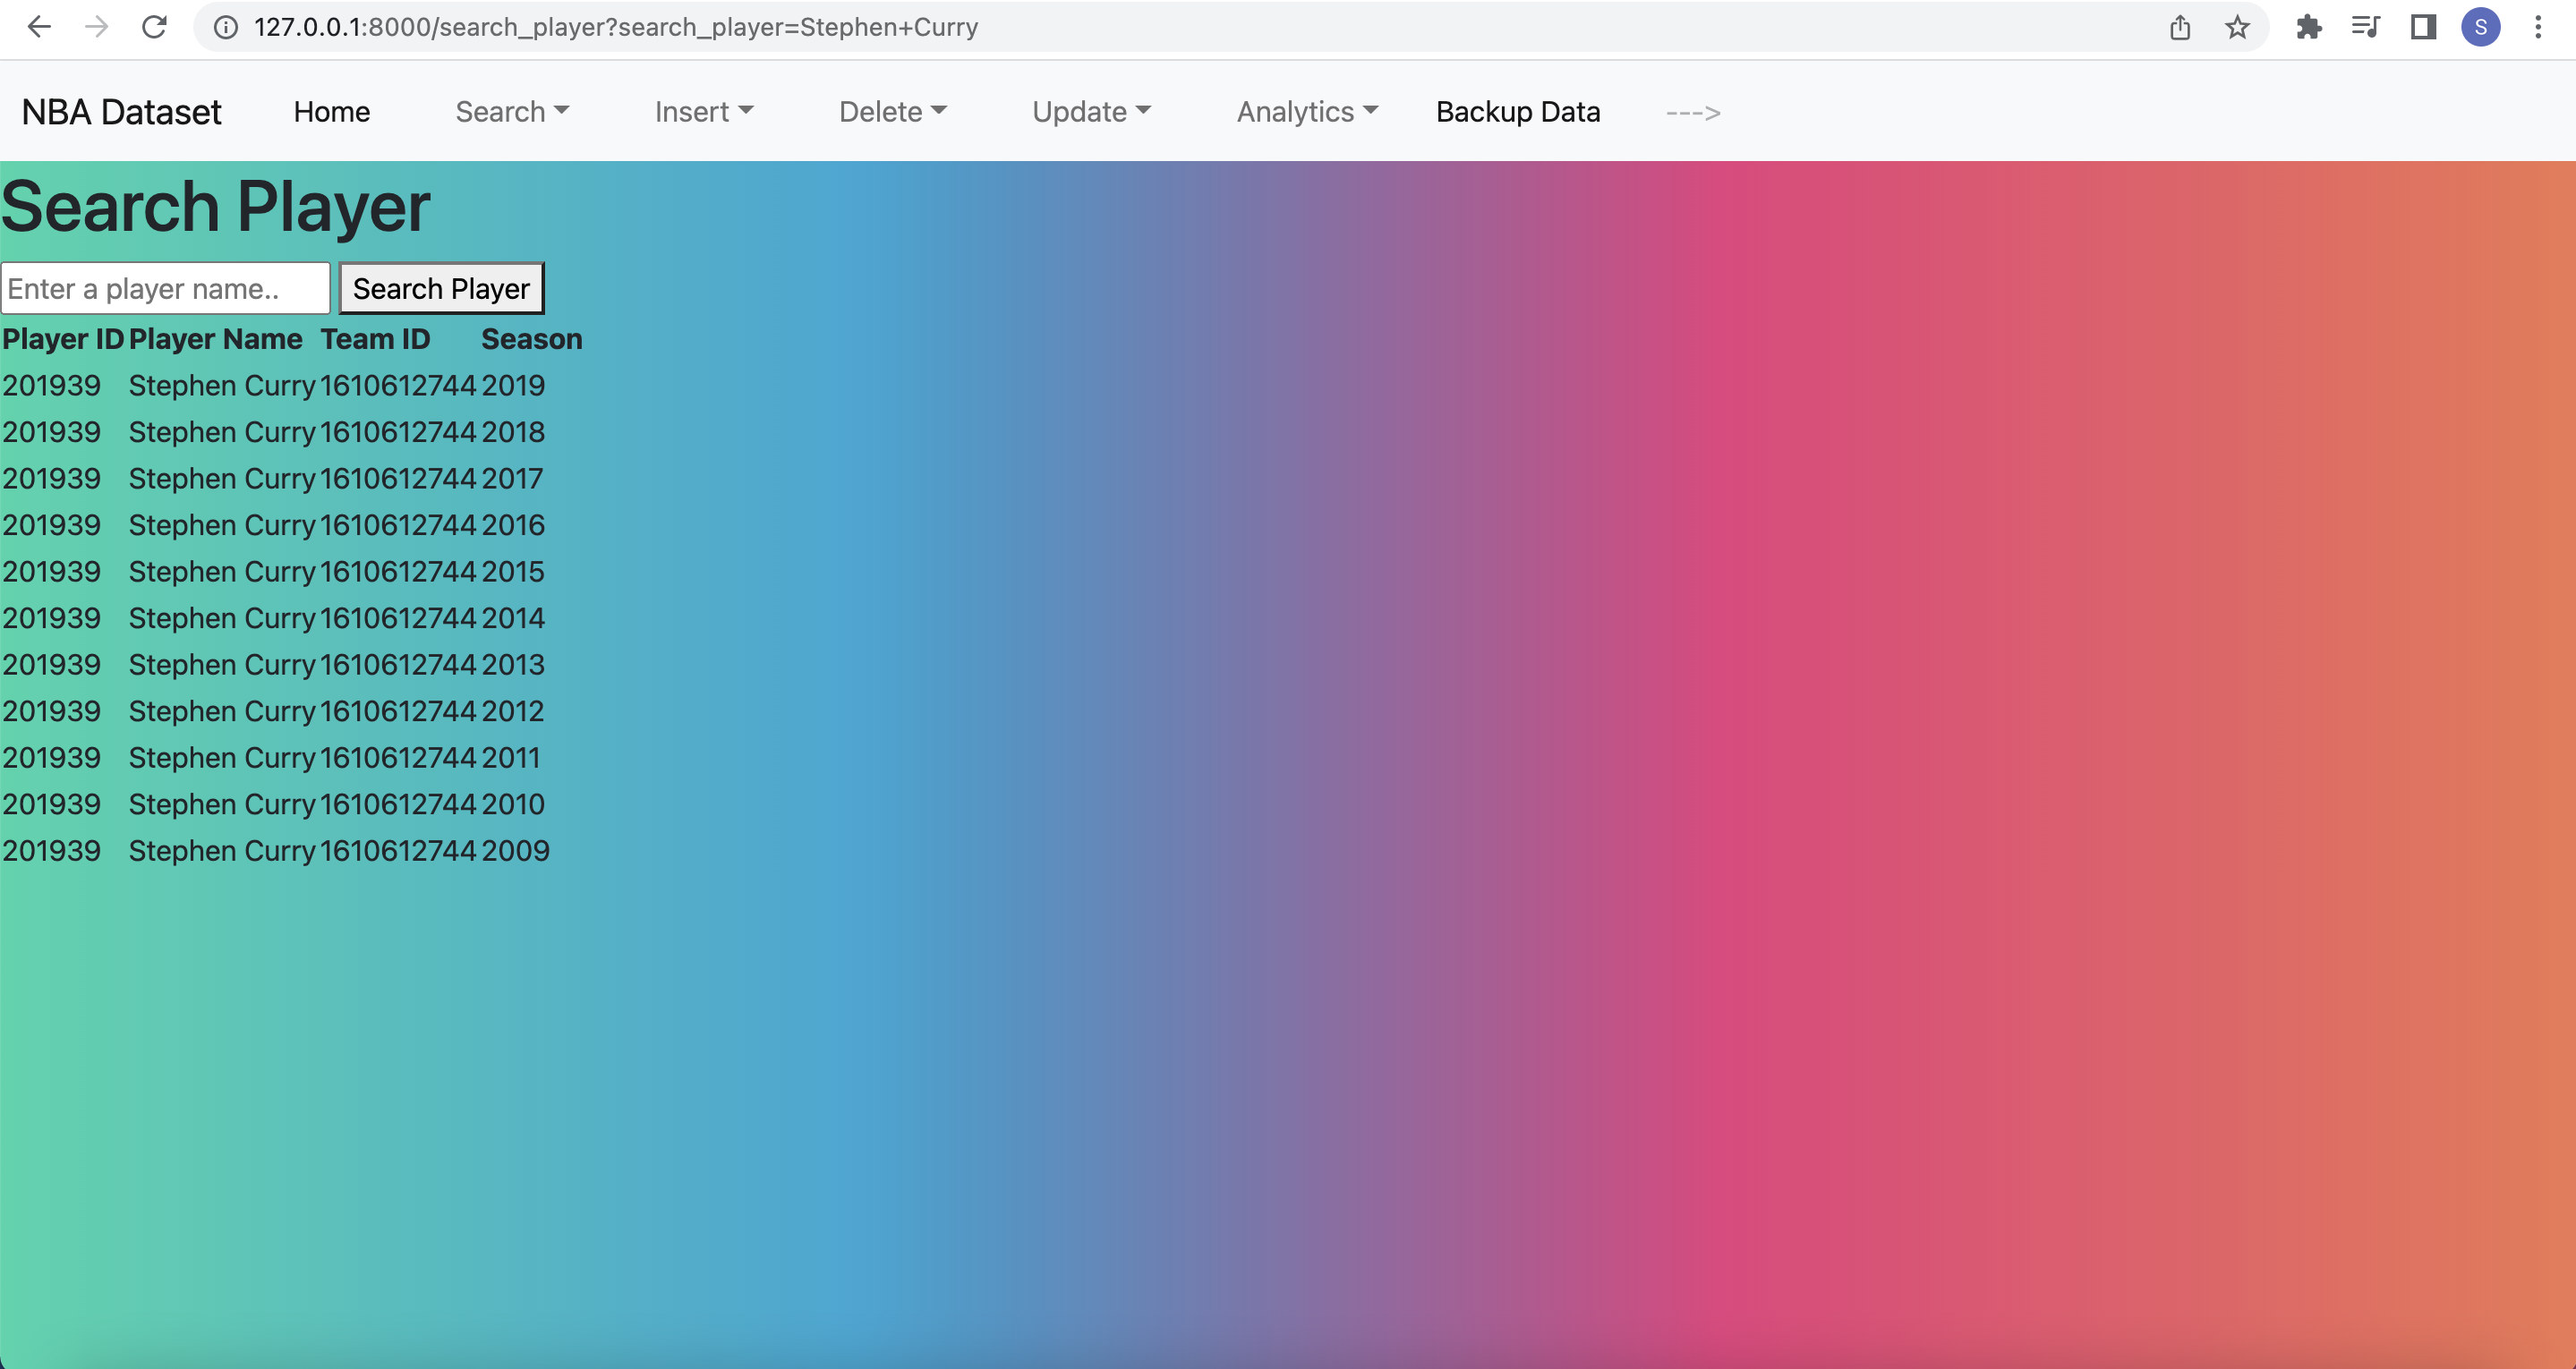 127.0.0.1:8000/search_player?search_player=Stephen+Curry
S
NBA Dataset Home Search Insert Delete Update Analytics Backup Data --->
Search Player
Enter a player name.. Search Player
Player ID Player Name Team ID Season
201939 Stephen Curry 1610612744 2019
201939 Stephen Curry 1610612744 2018
201939 Stephen Curry 1610612744 2017
201939 Stephen Curry 1610612744 2016
201939 Stephen Curry 1610612744 2015
201939 Stephen Curry 1610612744 2014
201939 Stephen Curry 1610612744 2013
201939 Stephen Curry 1610612744 2012
201939 Stephen Curry 1610612744 2011
201939 Stephen Curry 1610612744 2010
201939 Stephen Curry 1610612744 2009